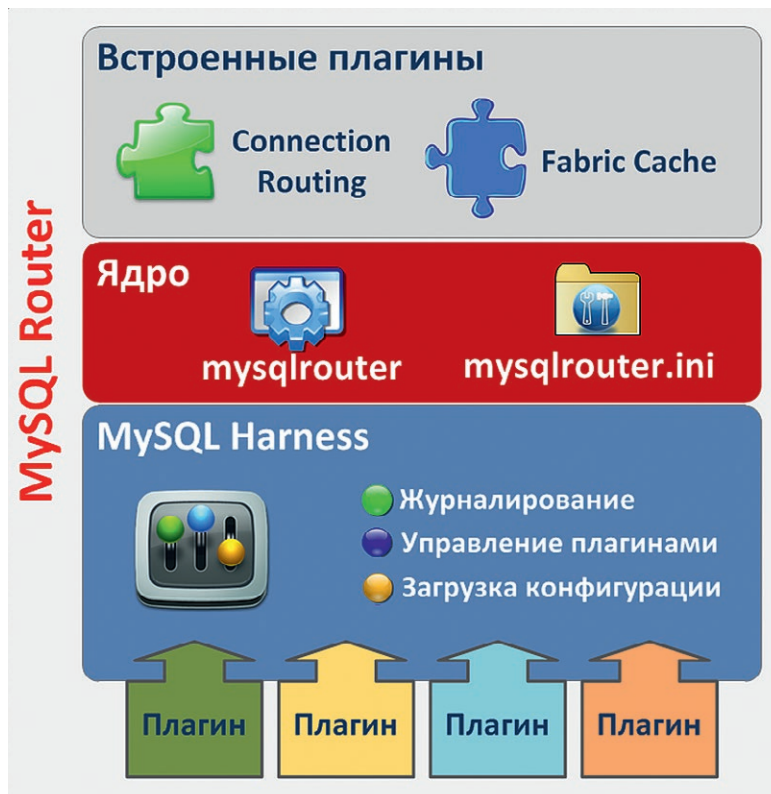 MySQL Router
Встроенные плагины
Connection
Routing
Fabric Cache
Ядро
mysqlrouter
mysqlrouter.ini
MySQL Harness
Журналирование
Управление плагинами
Загрузка конфигурации
Плагин
Плагин
Плагин
Плагин